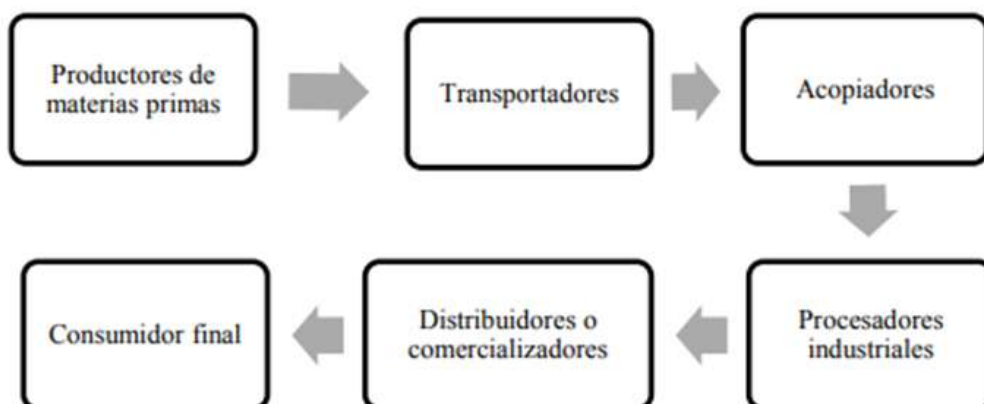 Productores de
materias primas
Transportadores
Acopiadores
Procesadores
industriales
Distribuidores o
comercializadores
Consumidor final